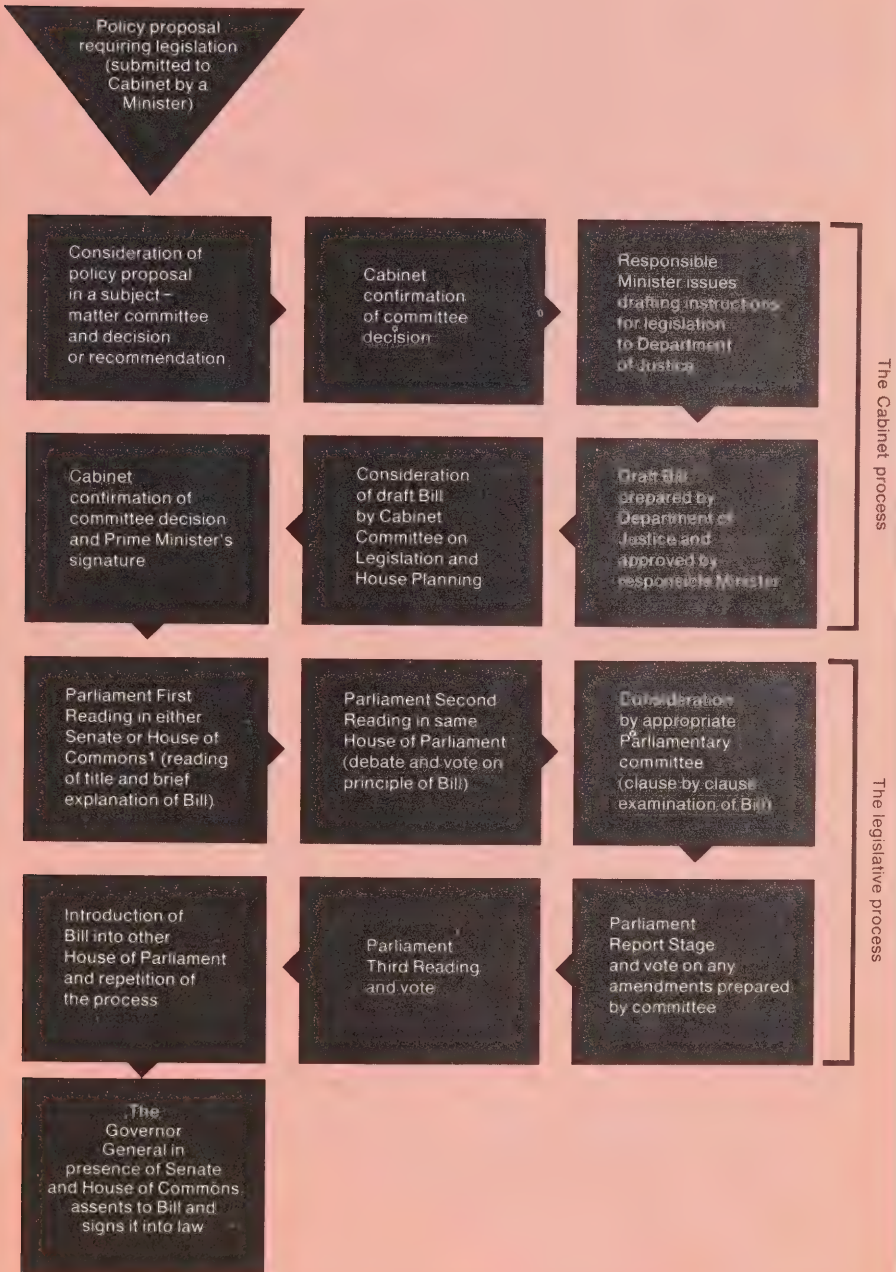 Policy proposal
requiring legislation
(submitted to
Cabinet by a
Minister)
Consideration of
policy proposal
in a subject –
matter committee
and decision
or recommendation
Cabinet
confirmation
of committee
decision
Responsible
Minister issues
drafting instructions
for legislation
to Department
of Justice
The Cabinet process
Draft Bill
prepared by
Department of
Justice and
approved by
responsible Minister
Consideration
of draft Bill
by Cabinet
Committee on
Legislation and
House Planning
Cabinet
confirmation of
committee decision
and Prime Minister's
signature
Parliament First
Reading in either
Senate or House of
Commons¹ (reading
of title and brief
explanation of Bill)
Parliament Second
Reading in same
House of Parliament
(debate and vote on
principle of Bill)
Consideration
by appropriate
Parliamentary
committee
(clause by clause
examination of Bill)
The legislative process
Parliament
Report Stage
and vote on any
amendments prepared
by committee
Parliament
Third Reading
and vote
Introduction of
Bill into other
House of Parliament
and repetition of
the process
The
Governor
General in
presence of Senate
and House of Commons
assents to Bill and
signs it into law